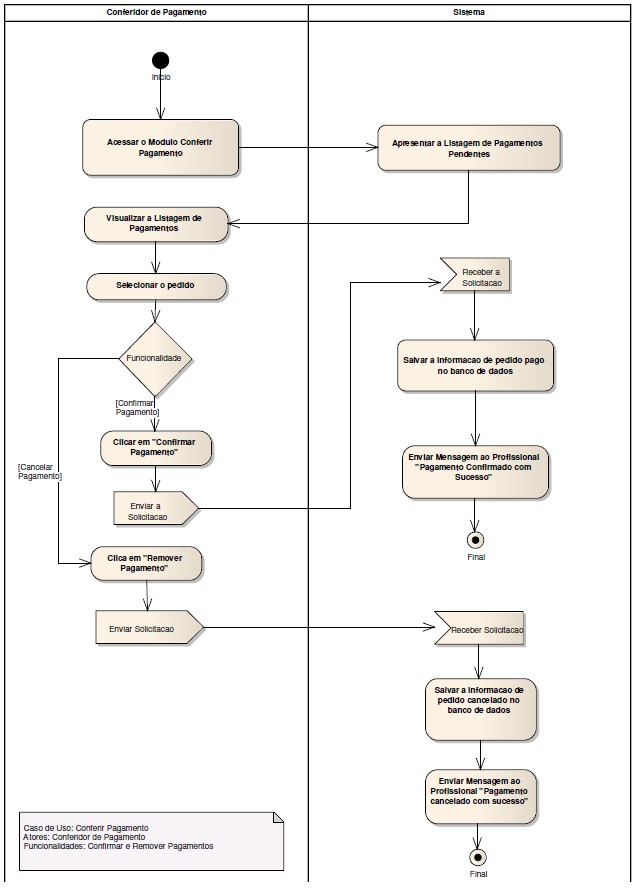 Conferidor de Pagamento
Sistema
Inicio
Acessar o Modulo Conferir
Pagamento
Apresentar a Listagem de Pagamentos
Pendentes
Visualizar a Listagem de
Pagamentos
Selecionar o pedido
Receber a
Solicitacao
Funcionalidade
Salvar a Informacao de pedido pago
no banco de dados
[Confirmar
Pagamento]
Clicar em "Confirmar
Pagamento"
[Cancelar
Pagamento]
Enviar Mensagem ao Profissional
"Pagamento Confirmado com
Sucesso"
Enviar a
Solicitacao
Final
Clica em "Remover
Pagamento"
Enviar Solicitacao
Receber Solicitacao
Salvar a Informacao de
pedido cancelado no
banco de dados
Enviar Mensagem ao
Profissional "Pagamento
cancelado com sucesso"
Caso de Uso: Conferir Pagamento
Atores: Conferidor de Pagamento
Funcionalidades: Confirmar e Remover Pagamentos
Final